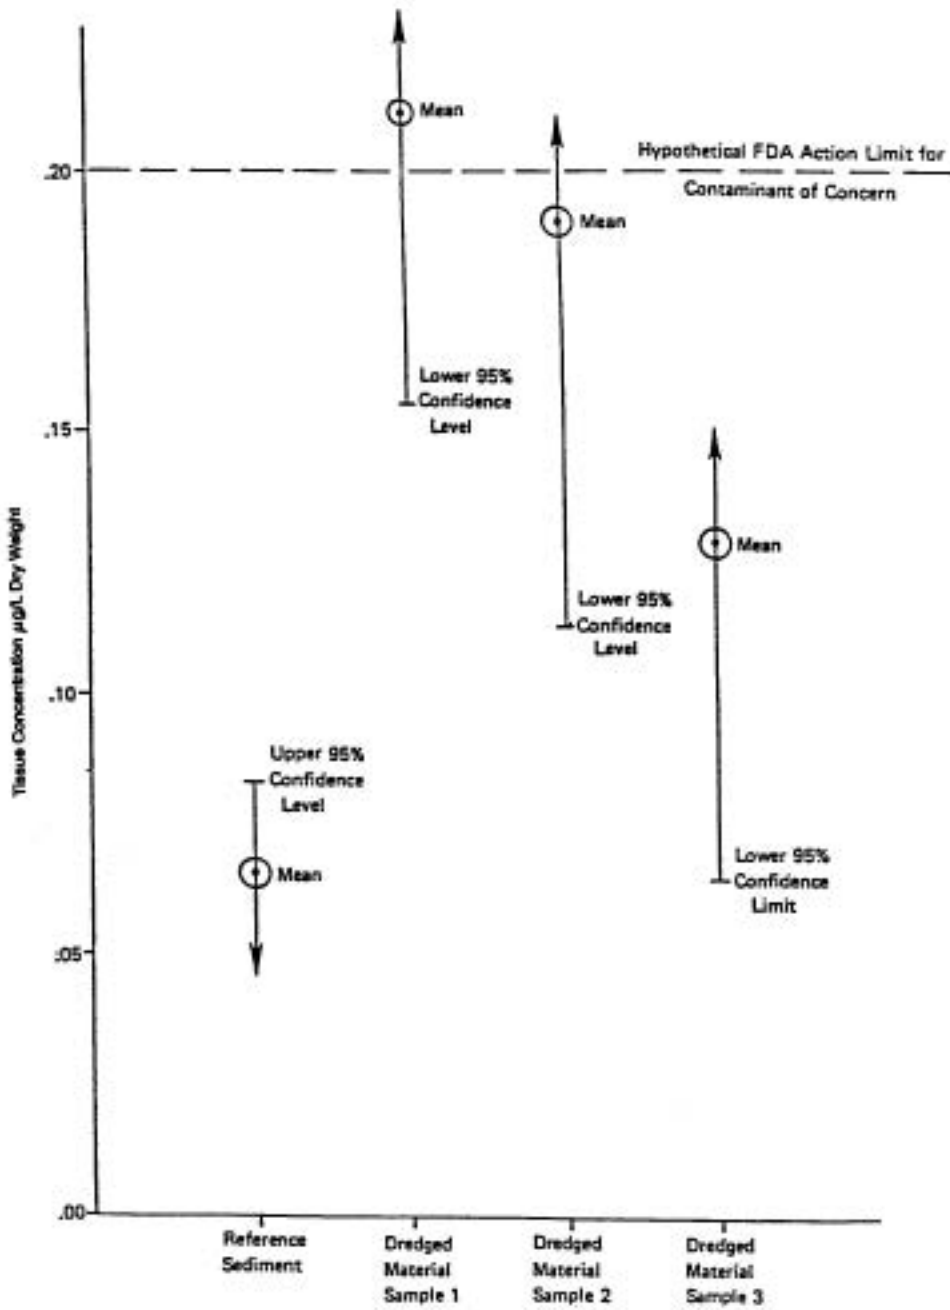 Mean
Hypothetical FDA Action Limit for
.20
Contaminant of Concern
Mean
Lower 95%
Confidence
Level
.15
Mean
Tissue Concentration µg/L Dry Weight
Lower 95%
Confidence
Level
.10
Upper 95%
Confidence
Level
Mean
Lower 95%
Confidence
Limit
.05
.00
Reference
Sediment
Dredged
Material
Sample 1
Dredged
Material
Sample 2
Dredged
Material
Sample 3